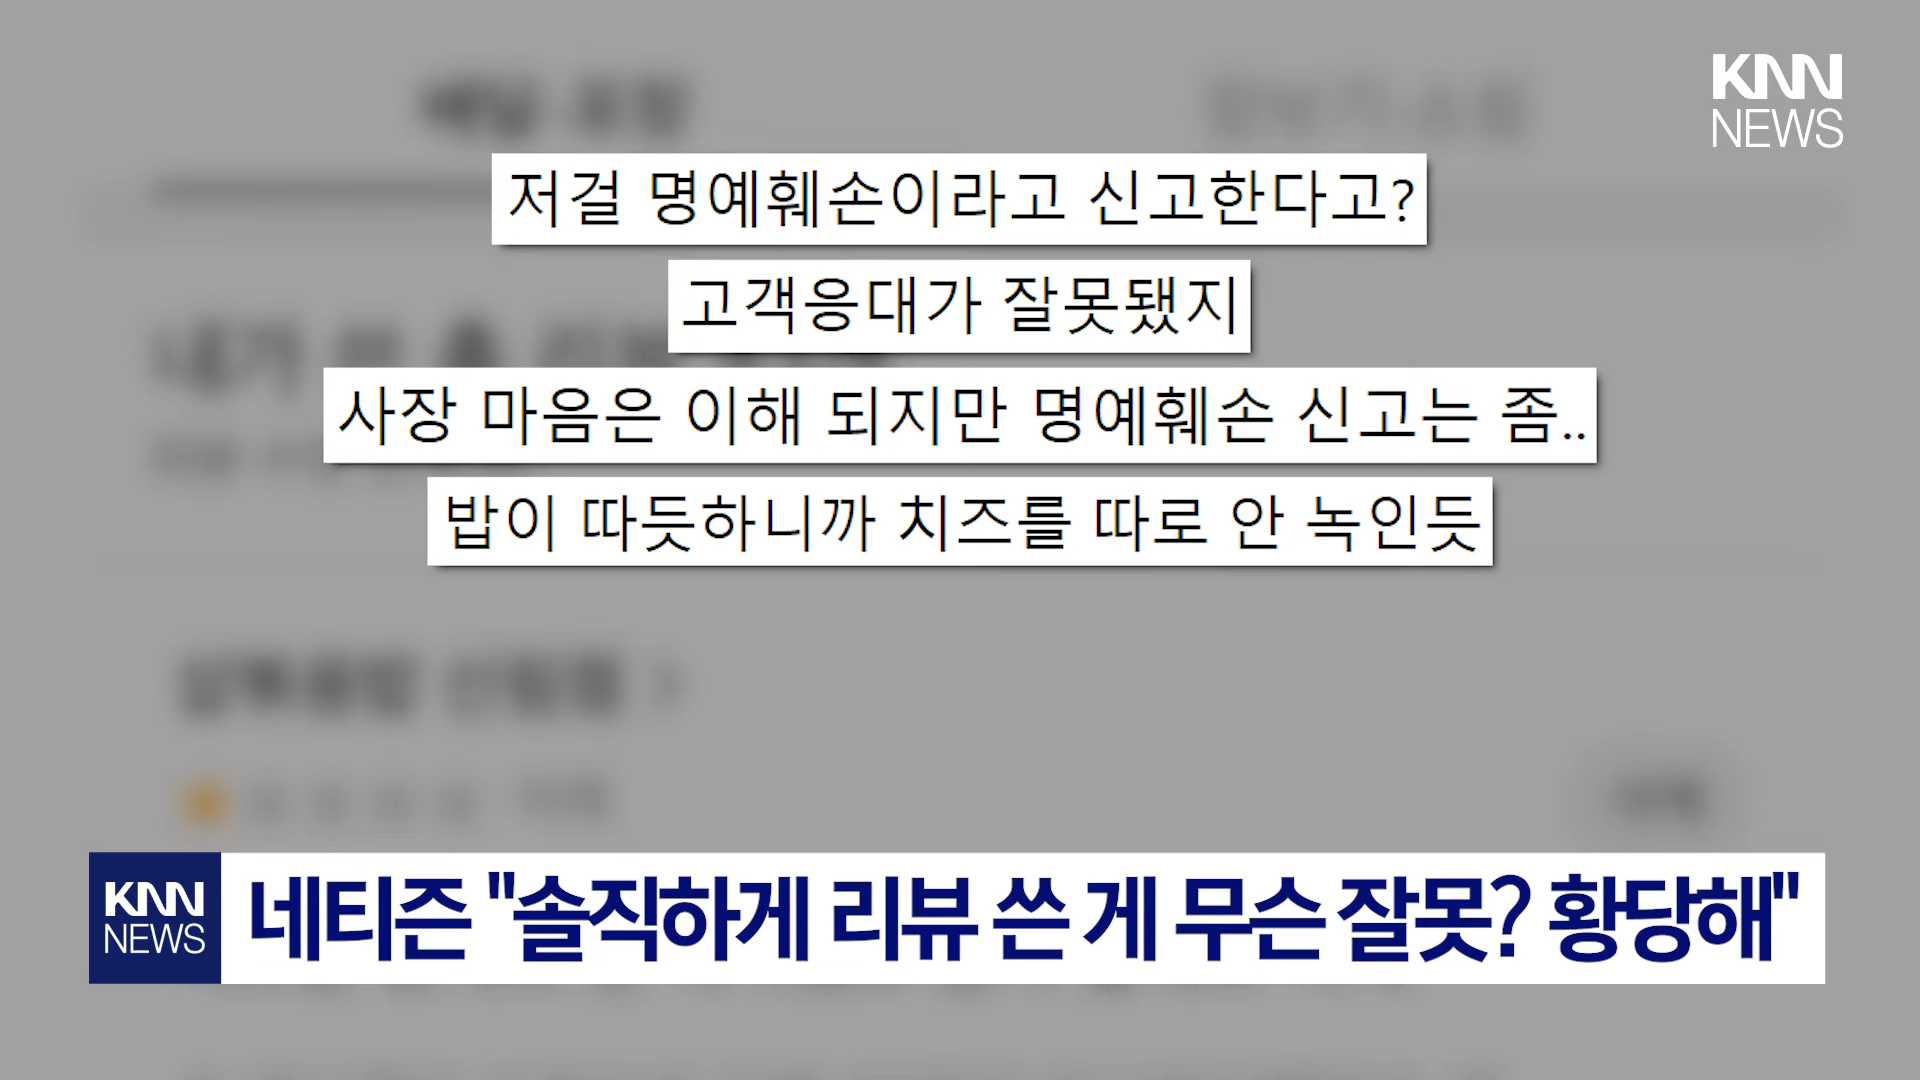 KNN
NEWS
저걸 명예훼손이라고 신고한다고?
고객응대가 잘못됐지
사장 마음은 이해 되지만 명예훼손 신고는 좀..
밥이 따듯하니까 치즈를 따로 안 녹인듯
KNN
NEWS
네티즌 "솔직하게 리뷰 쓴 게 무슨 잘못? 황당해"